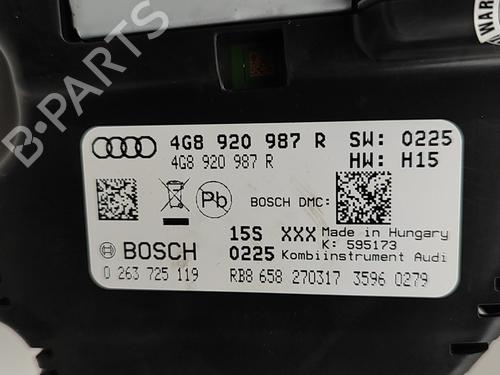 WAR
4G8 920 987 R SW: 0225
4G8 920 987 R HW: H15
Pb
BOSCH DMC:
15S XXX Made in Hungary
K: 595173
BOSCH 0225 Kombiinstrument Audi
0 263 725 119 RB8 658 270317 3596 0279
B-PARTS